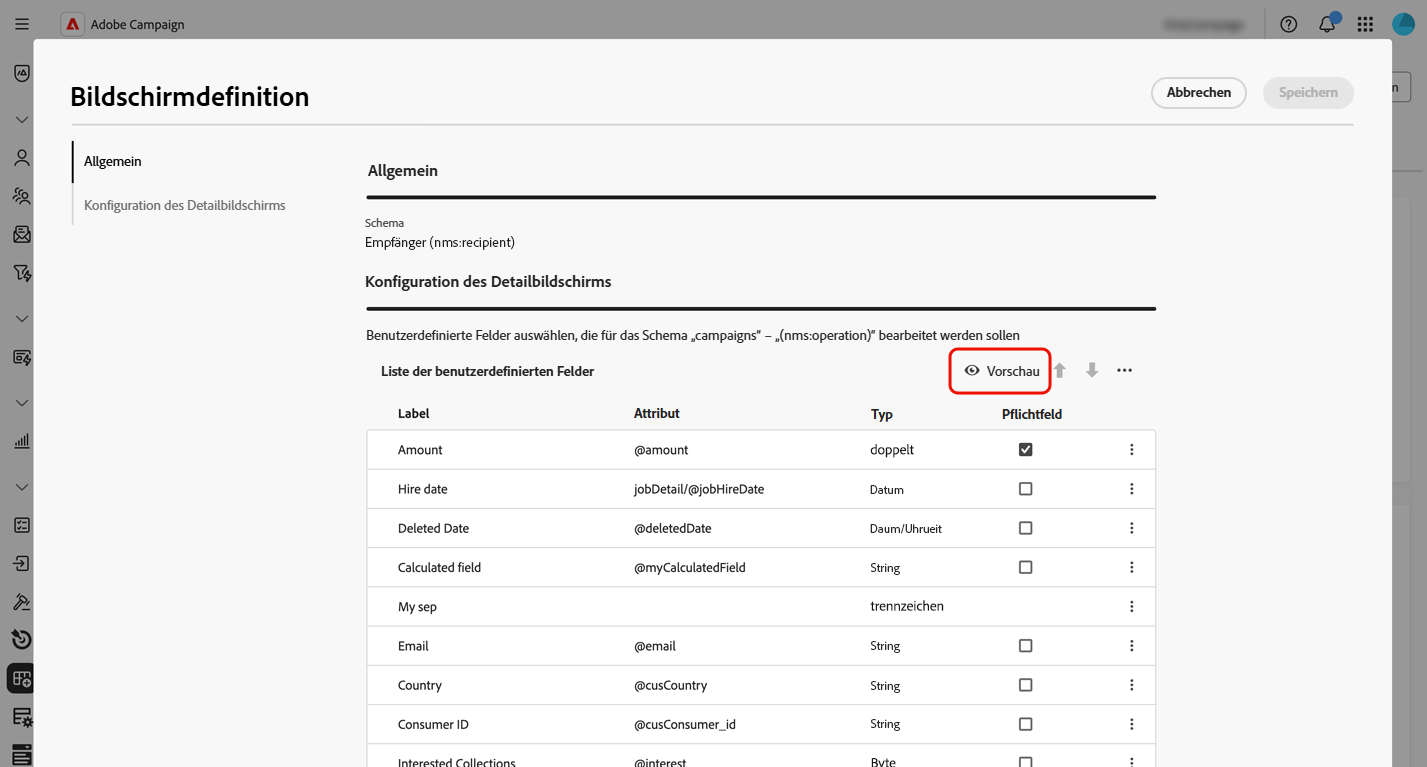 Adobe Campaign
Bildschirmdefinition
Abbrechen
Speichern
n
Allgemein
Konfiguration des Detailbildschirms
Allgemein
Schema
Empfänger (nms:recipient)
Konfiguration des Detailbildschirms
Benutzerdefinierte Felder auswählen, die für das Schema „campaigns“ – „(nms:operation)“ bearbeitet werden sollen
Liste der benutzerdefinierten Felder
Vorschau
Label Attribut Typ Pflichtfeld
Amount @amount doppelt
Hire date jobDetail/@jobHireDate Datum
Deleted Date @deletedDate Daum/Uhrueit
Calculated field @myCalculatedField String
My sep trennzeichen
Email @email String
Country @cusCountry String
Consumer ID @cusConsumer_id String
Interested Collections @interest Byte